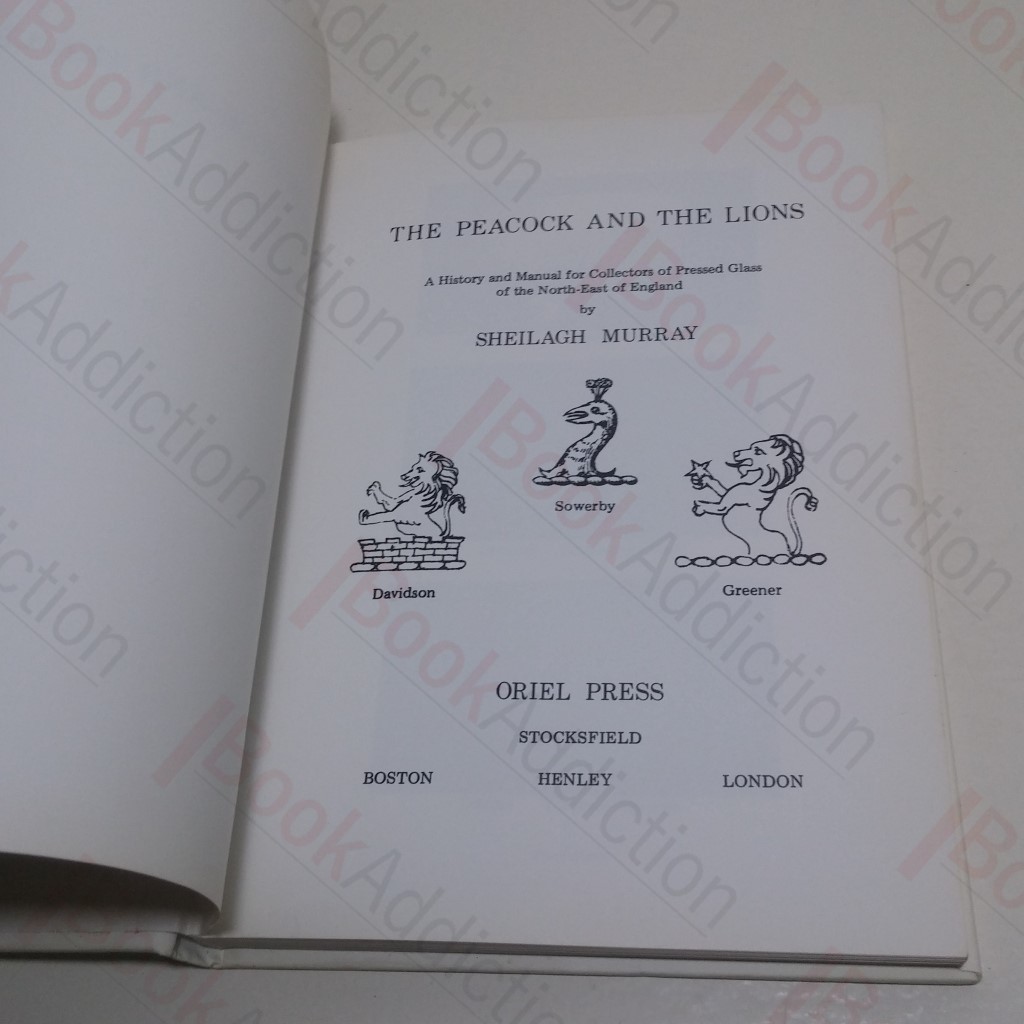 THE PEACOCK AND THE LIONS
A History and Manual for Collectors of Pressed Glass
of the North-East of England
by
SHEILAGH MURRAY
Sowerby
Davidson
Greener
ORIEL PRESS
STOCKSFIELD
BOSTON HENLEY LONDON
BookAddiction